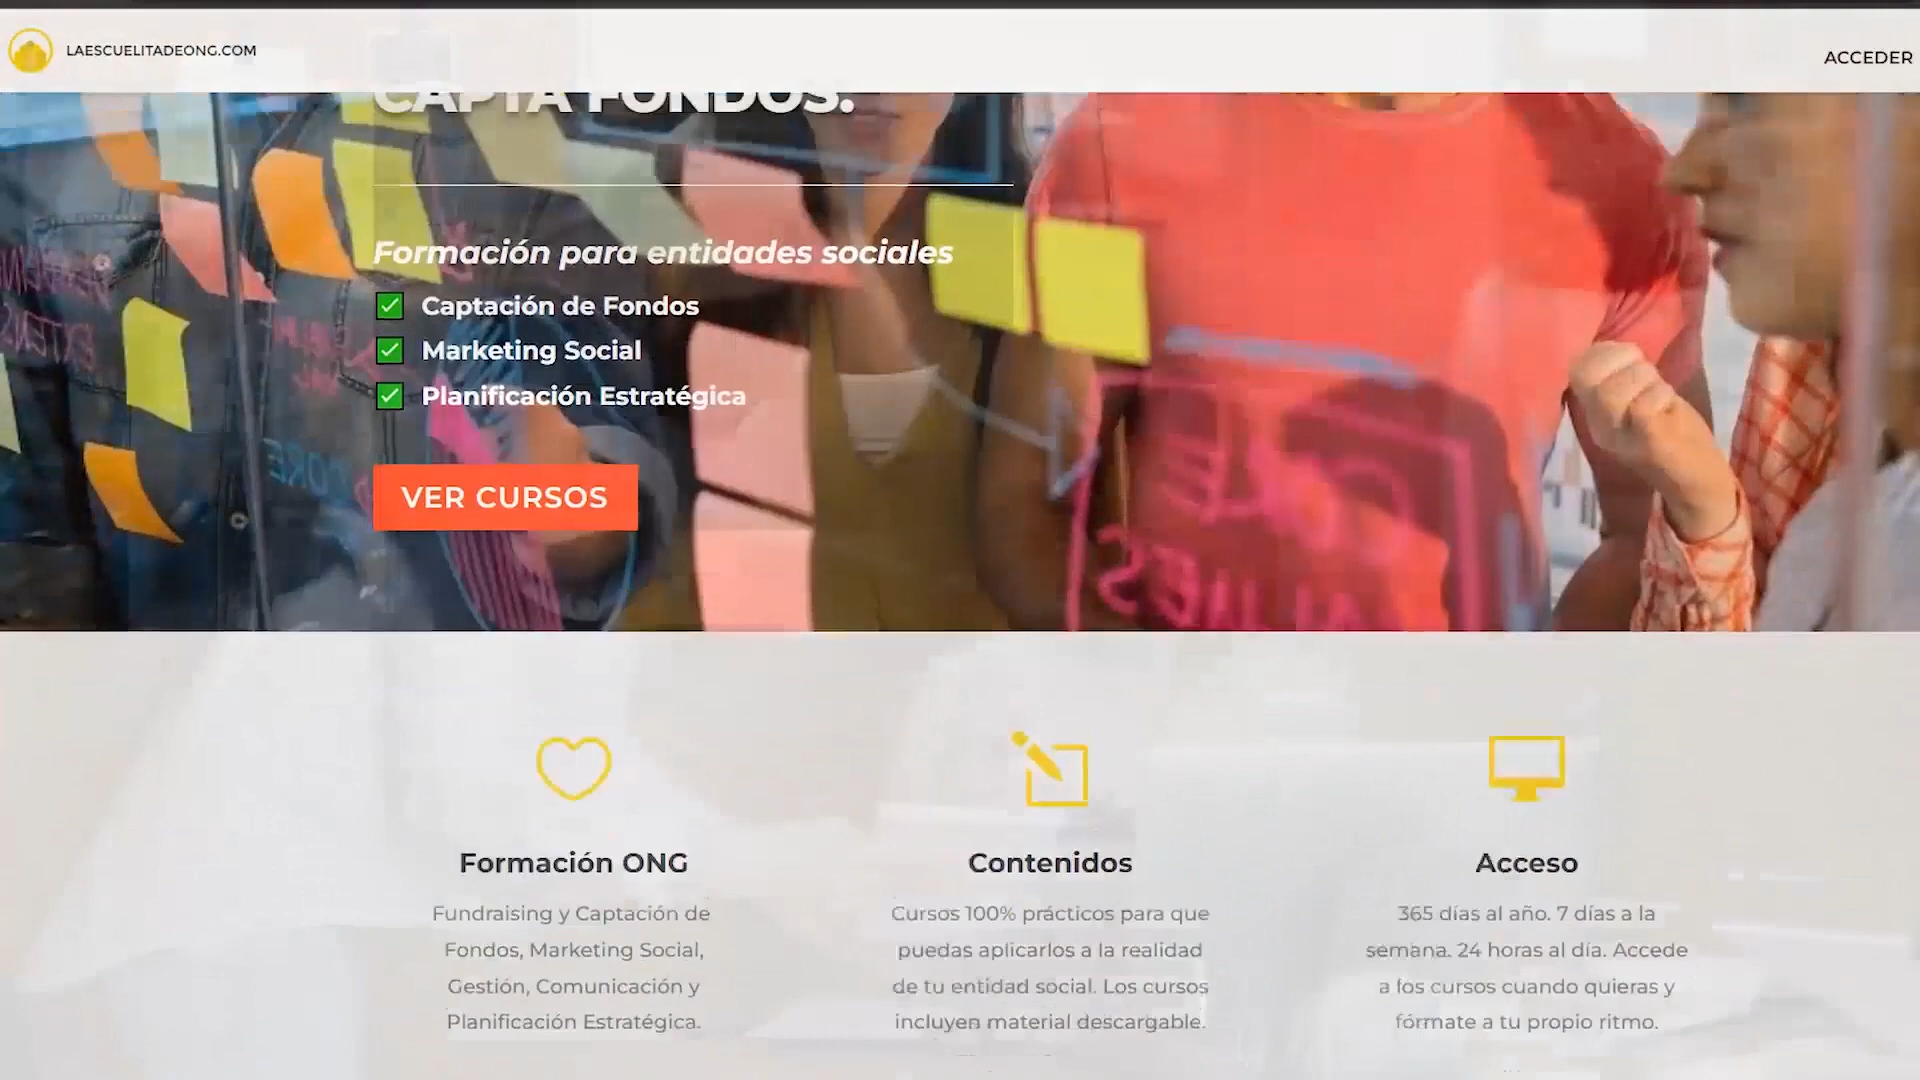 LAESCUELITADEONG.COM
ACCEDER
CAPTA FONDOS.
Formación para entidades sociales
Captación de Fondos
Marketing Social
Planificación Estratégica
VER CURSOS
Formación ONG
Fundraising y Captación de
Fondos, Marketing Social,
Gestión, Comunicación y
Planificación Estratégica.
Contenidos
Cursos 100% prácticos para que
puedas aplicarlos a la realidad
de tu entidad social. Los cursos
incluyen material descargable.
Acceso
365 días al año. 7 días a la
semana. 24 horas al día. Accede
a los cursos cuando quieras y
fórmate a tu propio ritmo.